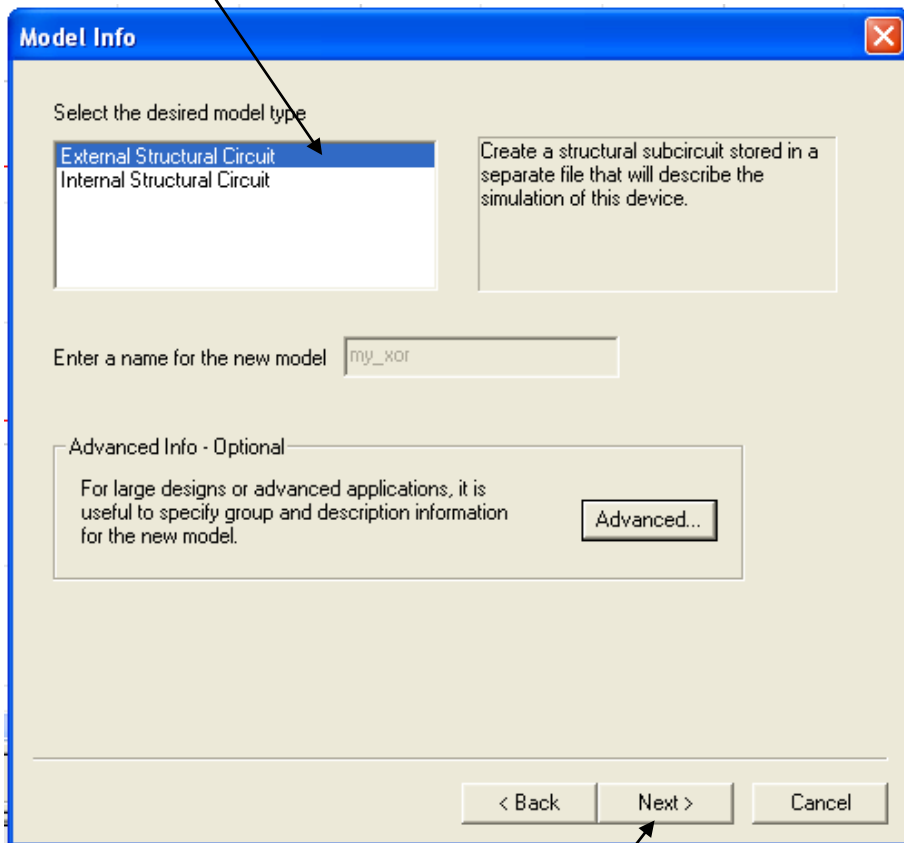 Model Info
Select the desired model type
External Structural Circuit
Internal Structural Circuit
Create a structural subcircuit stored in a
separate file that will describe the
simulation of this device.
Enter a name for the new model my_xor
Advanced Info - Optional
For large designs or advanced applications, it is
useful to specify group and description information
for the new model.
Advanced...
< Back Next > Cancel